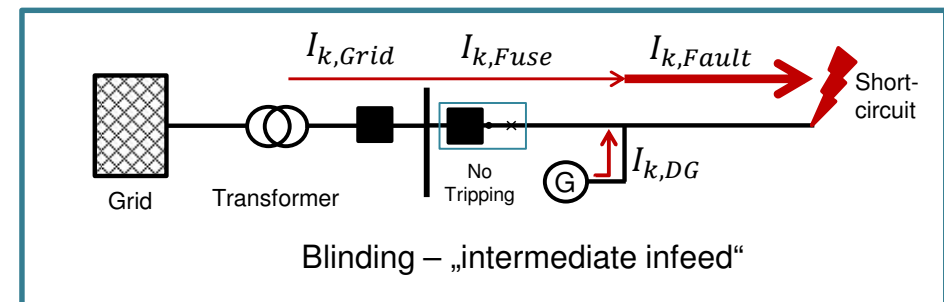 I_{k,Grid} I_{k,Fuse} I_{k,Fault}
Short-
circuit
No
Tripping
G
I_{k,DG}
Grid
Transformer
Blinding – „intermediate infeed“